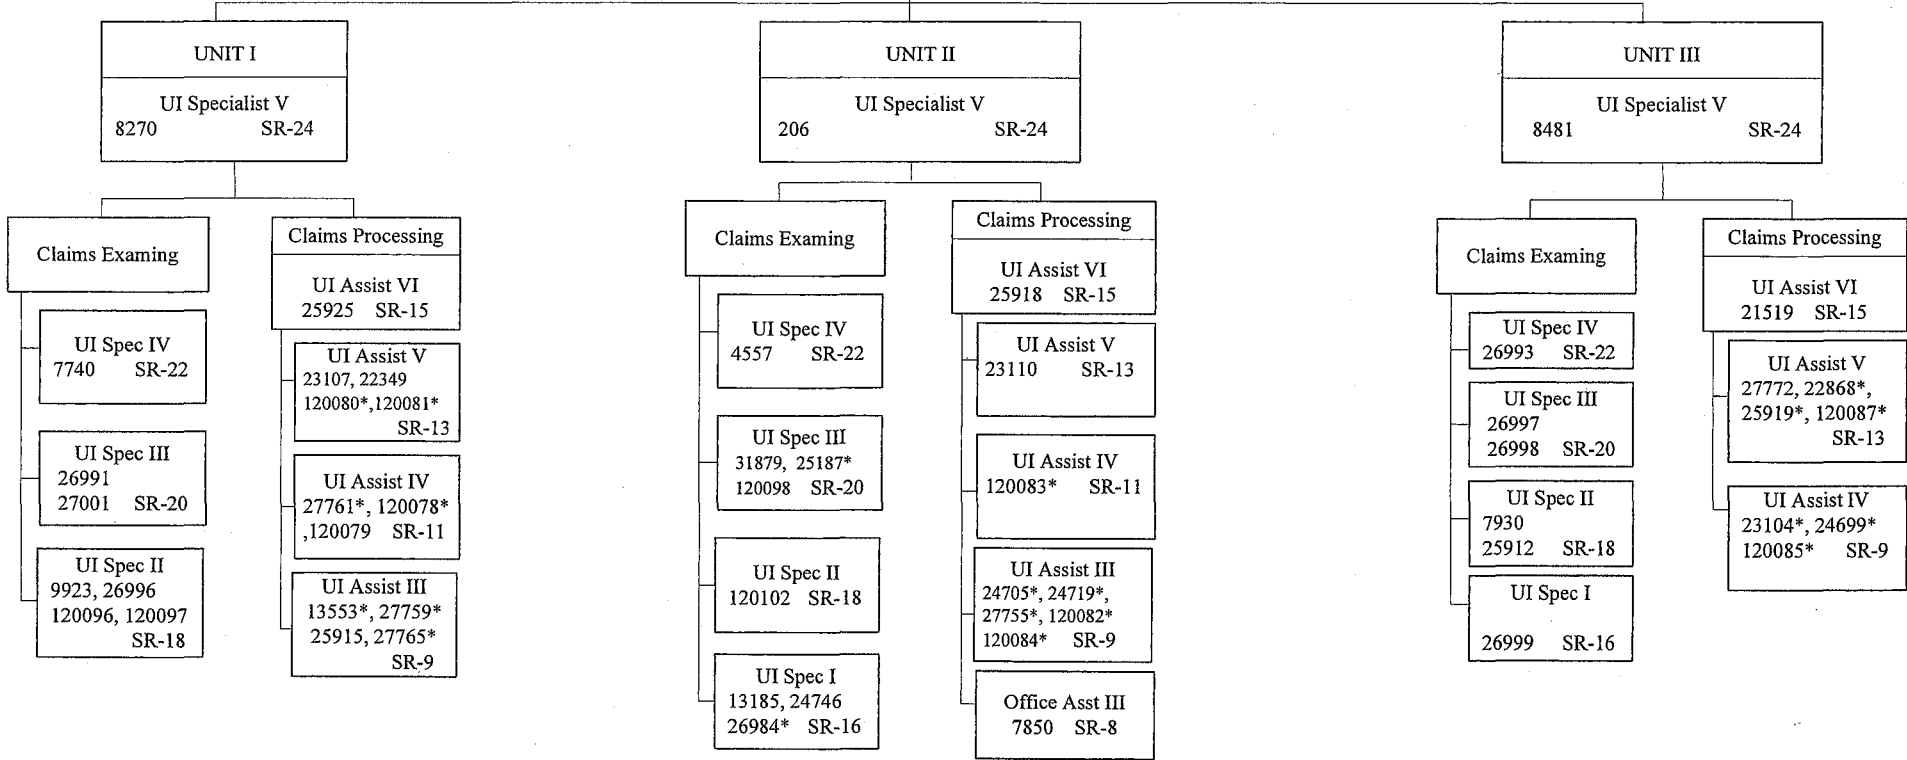 UNIT I
UI Specialist V
8270 SR-24
Claims Examing
UI Spec IV
7740 SR-22
UI Spec III
26991
27001 SR-20
UI Spec II
9923, 26996
120096, 120097
SR-18
Claims Processing
UI Assist VI
25925 SR-15
UI Assist V
23107, 22349
120080*,120081*
SR-13
UI Assist IV
27761*, 120078*
,120079 SR-11
UI Assist III
13553*, 27759*
25915, 27765*
SR-9
UNIT II
UI Specialist V
206 SR-24
Claims Examing
UI Spec IV
4557 SR-22
UI Spec III
31879, 25187*
120098 SR-20
UI Spec II
120102 SR-18
UI Spec I
13185, 24746
26984* SR-16
Claims Processing
UI Assist VI
25918 SR-15
UI Assist V
23110 SR-13
UI Assist IV
120083* SR-11
UI Assist III
24705*, 24719*,
27755*, 120082*
120084* SR-9
Office Asst III
7850 SR-8
UNIT III
UI Specialist V
8481 SR-24
Claims Examing
UI Spec IV
26993 SR-22
UI Spec III
26997
26998 SR-20
UI Spec II
7930
25912 SR-18
UI Spec I
26999 SR-16
Claims Processing
UI Assist VI
21519 SR-15
UI Assist V
27772, 22868*,
25919*, 120087*
SR-13
UI Assist IV
23104*, 24699*
120085* SR-9